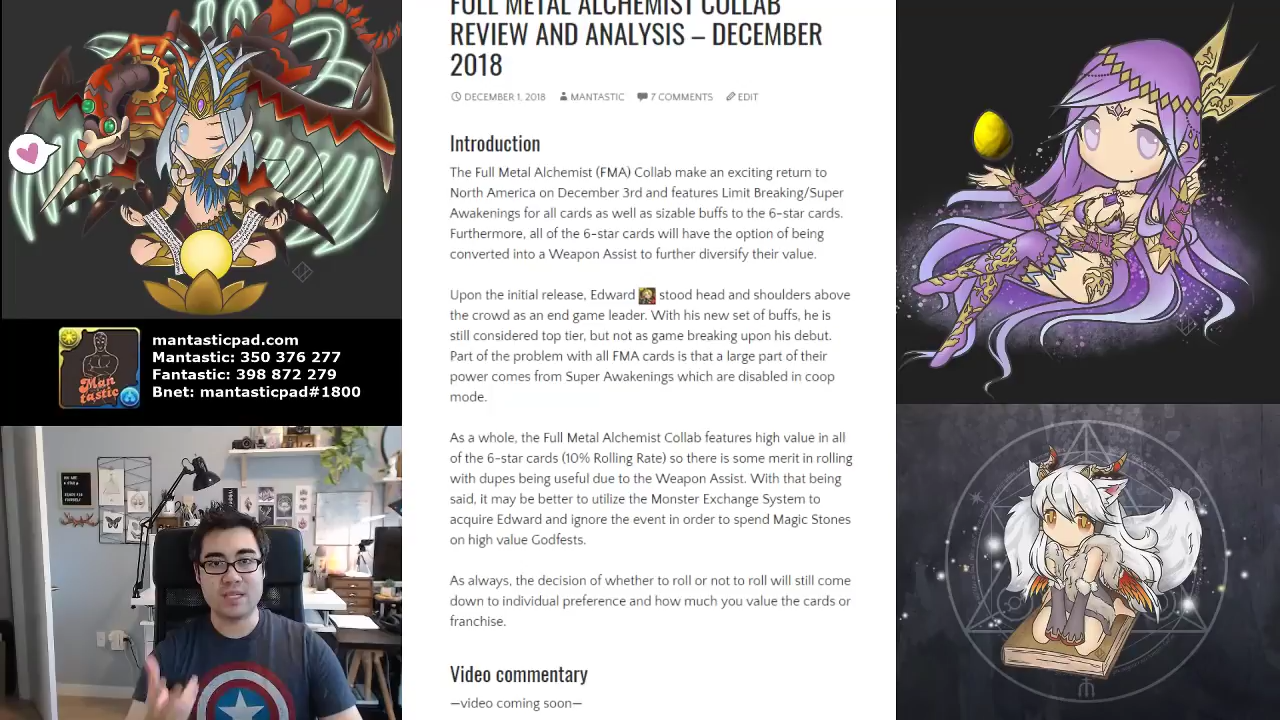 FULL METAL ALCHEMIST COLLAB
REVIEW AND ANALYSIS – DECEMBER
2018
DECEMBER 1, 2018 MANTASTIC 7 COMMENTS EDIT
Introduction
The Full Metal Alchemist (FMA) Collab make an exciting return to
North America on December 3rd and features Limit Breaking/Super
Awakenings for all cards as well as sizable buffs to the 6-star cards.
Furthermore, all of the 6-star cards will have the option of being
converted into a Weapon Assist to further diversify their value.
Upon the initial release, Edward stood head and shoulders above
the crowd as an end game leader. With his new set of buffs, he is
still considered top tier, but not as game breaking upon his debut.
Part of the problem with all FMA cards is that a large part of their
power comes from Super Awakenings which are disabled in coop
mode.
As a whole, the Full Metal Alchemist Collab features high value in all
of the 6-star cards (10% Rolling Rate) so there is some merit in rolling
with dupes being useful due to the Weapon Assist. With that being
said, it may be better to utilize the Monster Exchange System to
acquire Edward and ignore the event in order to spend Magic Stones
on high value Godfests.
As always, the decision of whether to roll or not to roll will still come
down to individual preference and how much you value the cards or
franchise.
Video commentary
—video coming soon—
Man
tastic
mantasticpad.com
Mantastic: 350 376 277
Fantastic: 398 872 279
Bnet: mantasticpad#1800